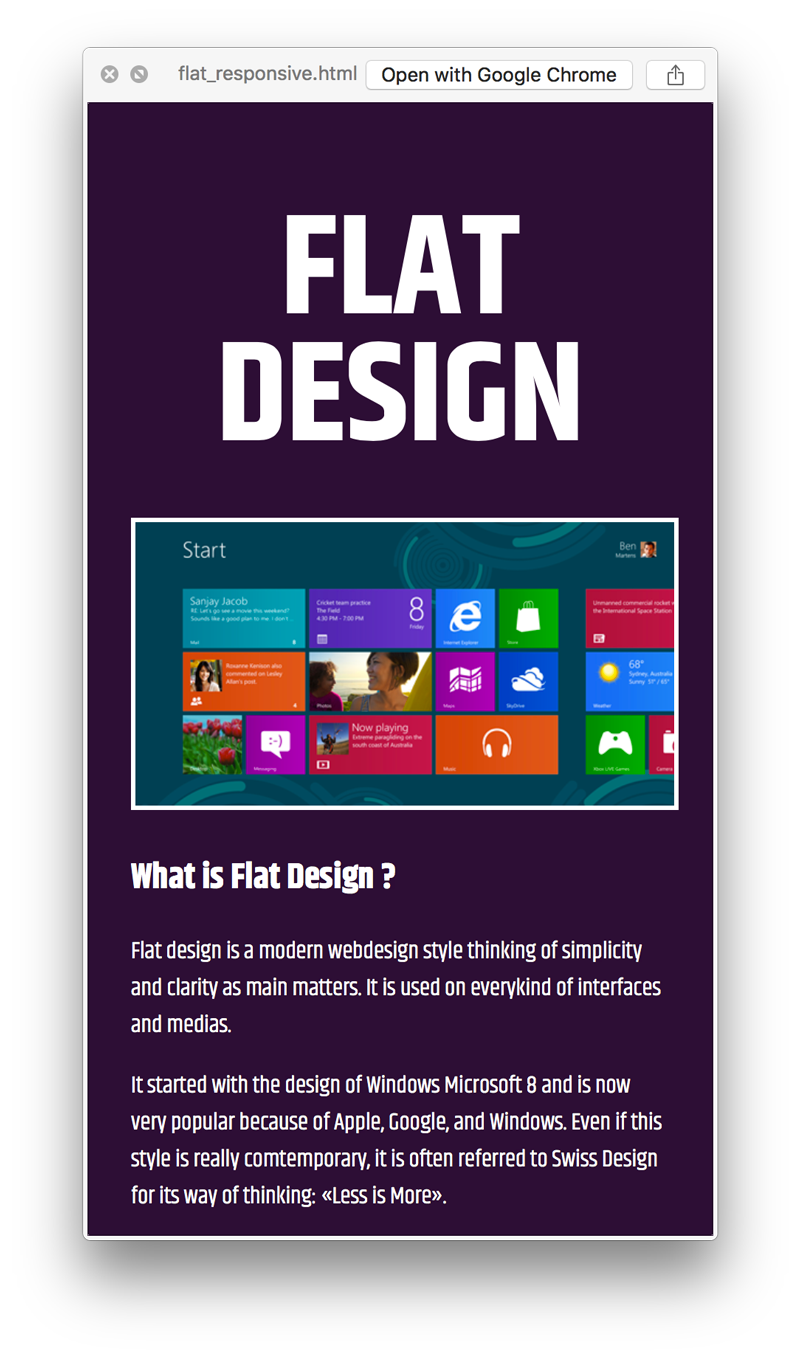 flat_responsive.html
Open with Google Chrome
FLAT
DESIGN
Start
Ben
Martens
Sanjay Jacob
RE: Let's go see a movie this weekend?
Sounds like a good plan to me. I don't...
Mail
8
Cricket team practice
The Field
4:30 PM - 7:00 PM
8
Friday
Internet Explorer
Store
Unmanned commercial rocket
the International Space Station
Roxanne Kenison also
commented on Lesley
Allan's post
4
Photos
Maps
SkyDrive
68°
Sydney, Australia
Sunny 51° / 65°
Weather
Desktop
:-)
Messaging
Now playing
Extreme paragliding on the
south coast of Australia
Music
Xbox LIVE Games
Camera
What is Flat Design ?
Flat design is a modern webdesign style thinking of simplicity
and clarity as main matters. It is used on everykind of interfaces
and medias.
It started with the design of Windows Microsoft 8 and is now
very popular because of Apple, Google, and Windows. Even if this
style is really comtemporary, it is often referred to Swiss Design
for its way of thinking: «Less is More».